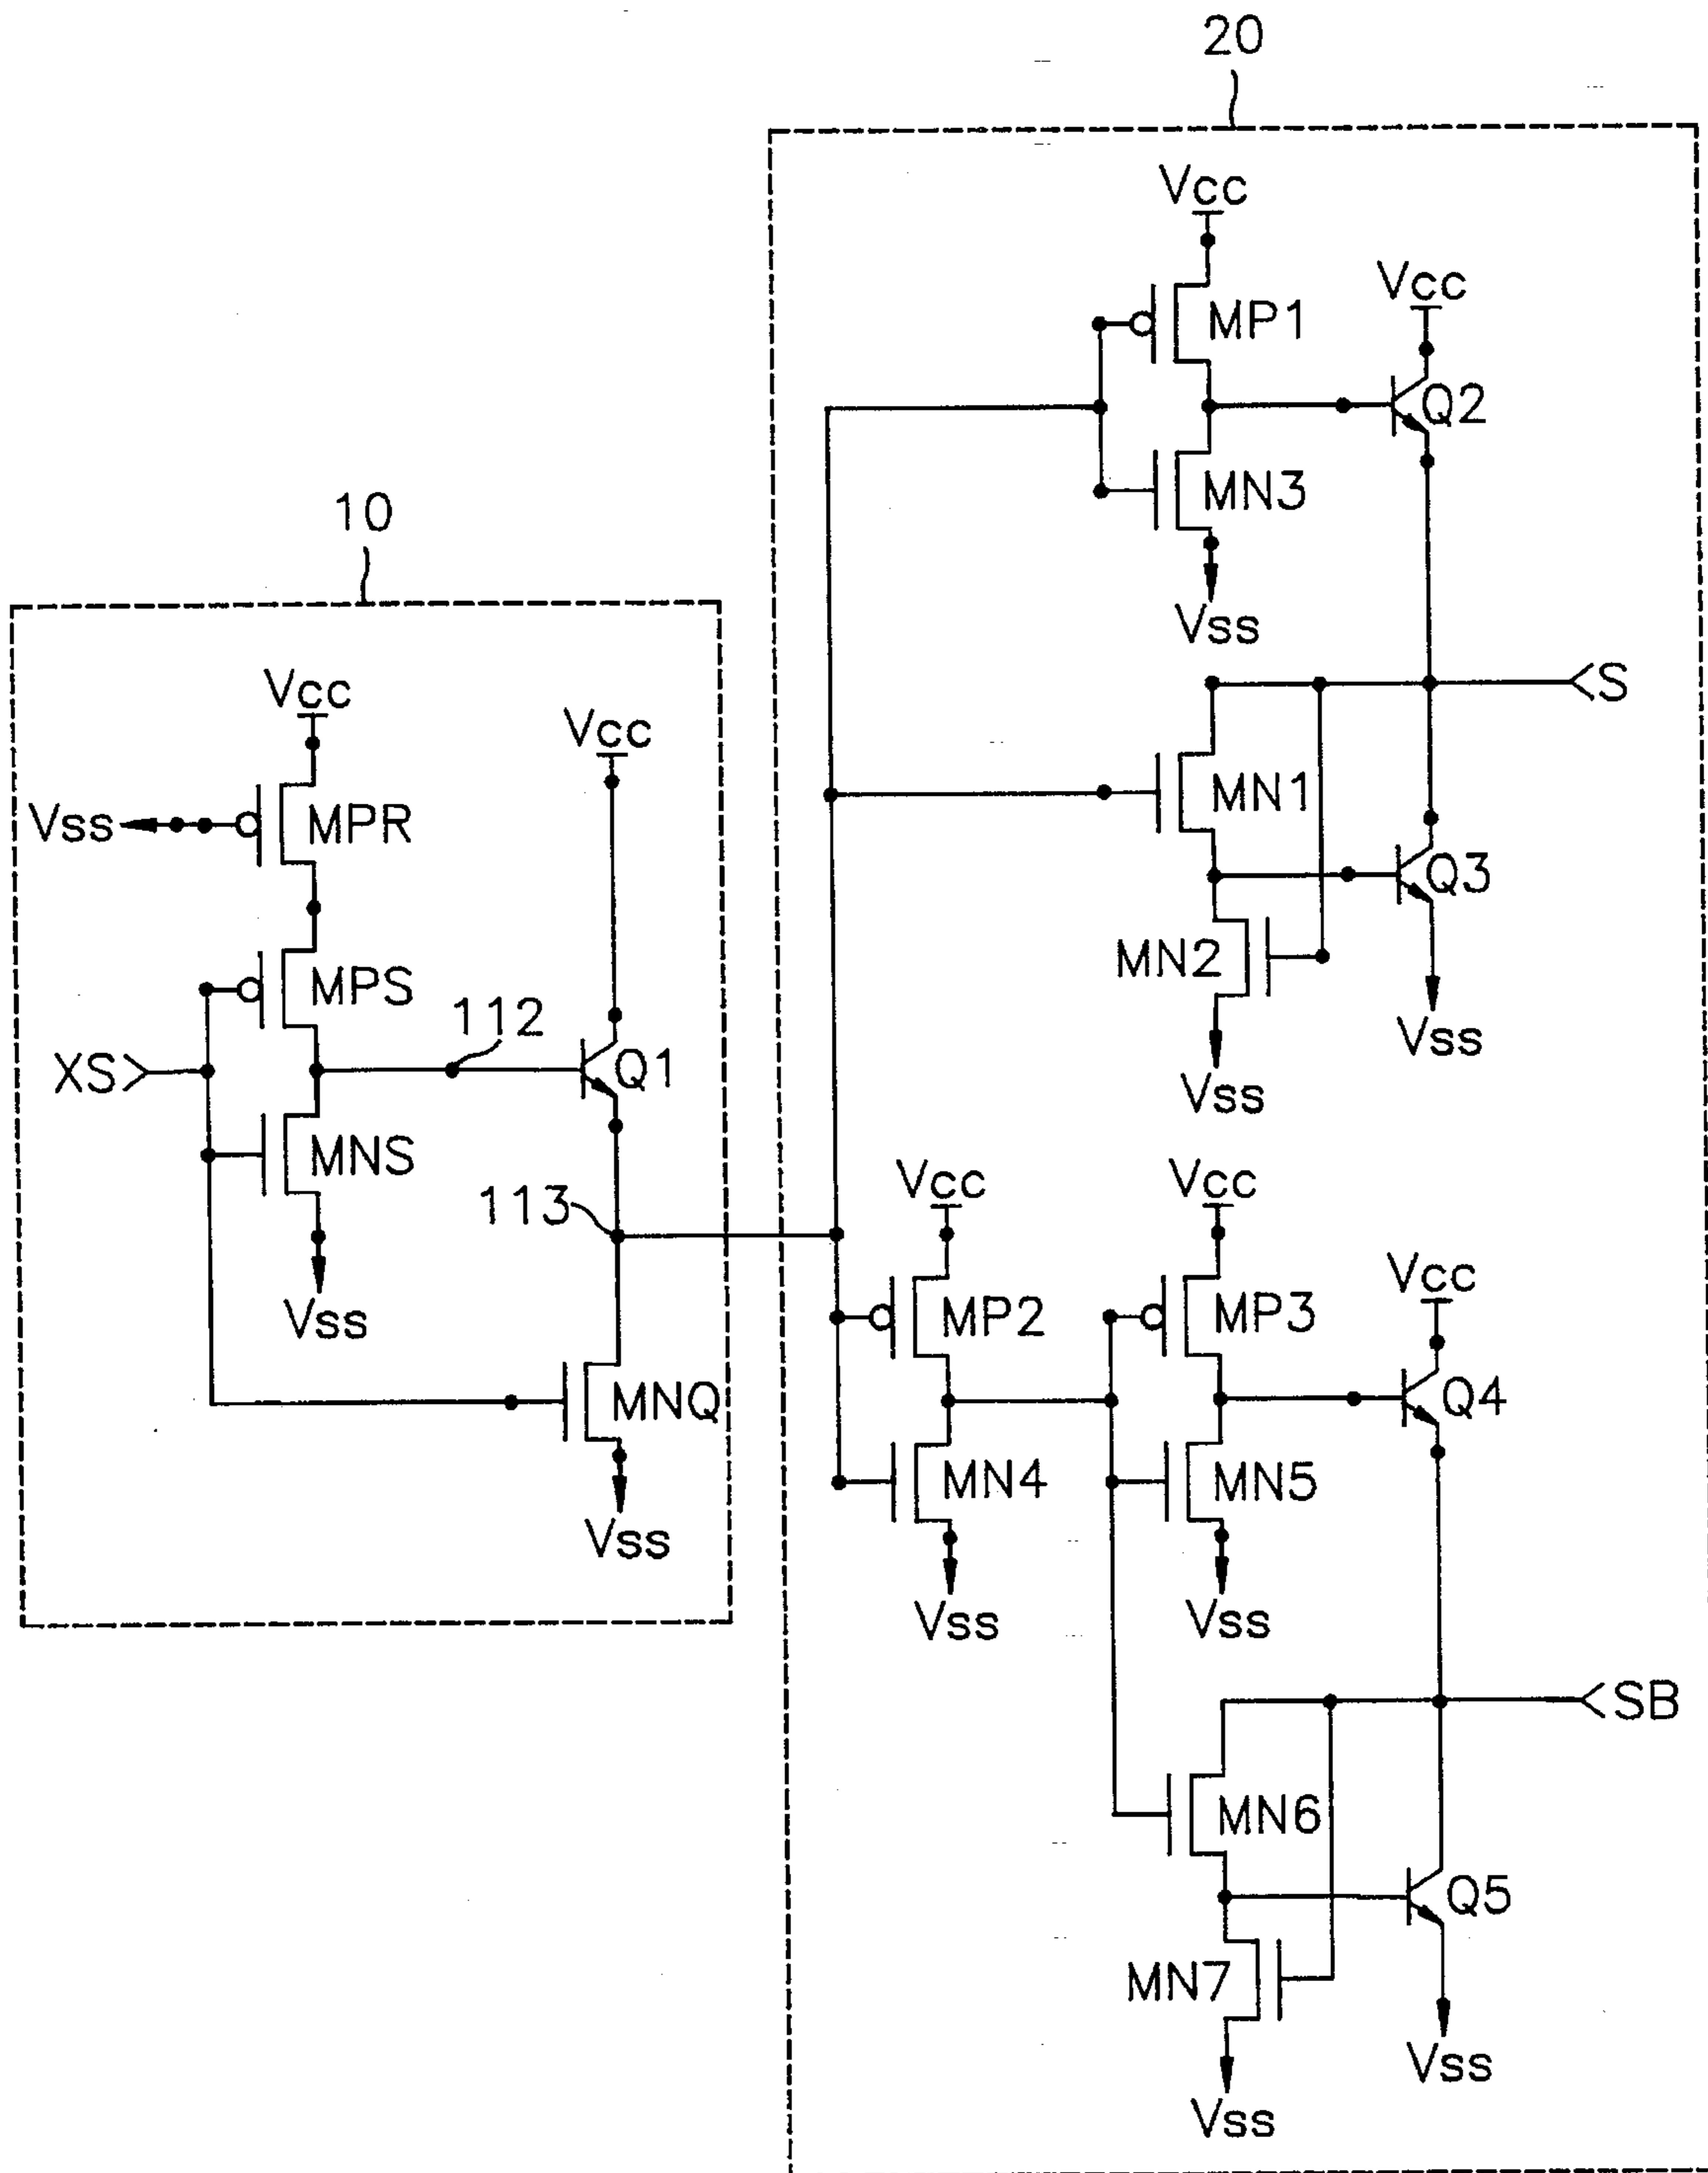 20
Vcc
Vcc
MP1
Q2
MN3
10
Vss
Vcc
S
Vcc
MN1
Vss
MPR
Q3
MN2
MPS
112
Vss
XS
Q1
Vss
MNS
Vcc
Vcc
113
Vcc
Vss
MP2
MP3
MNQ
Q4
MN4
MN5
Vss
Vss
Vss
SB
MN6
Q5
MN7
Vss
Vss